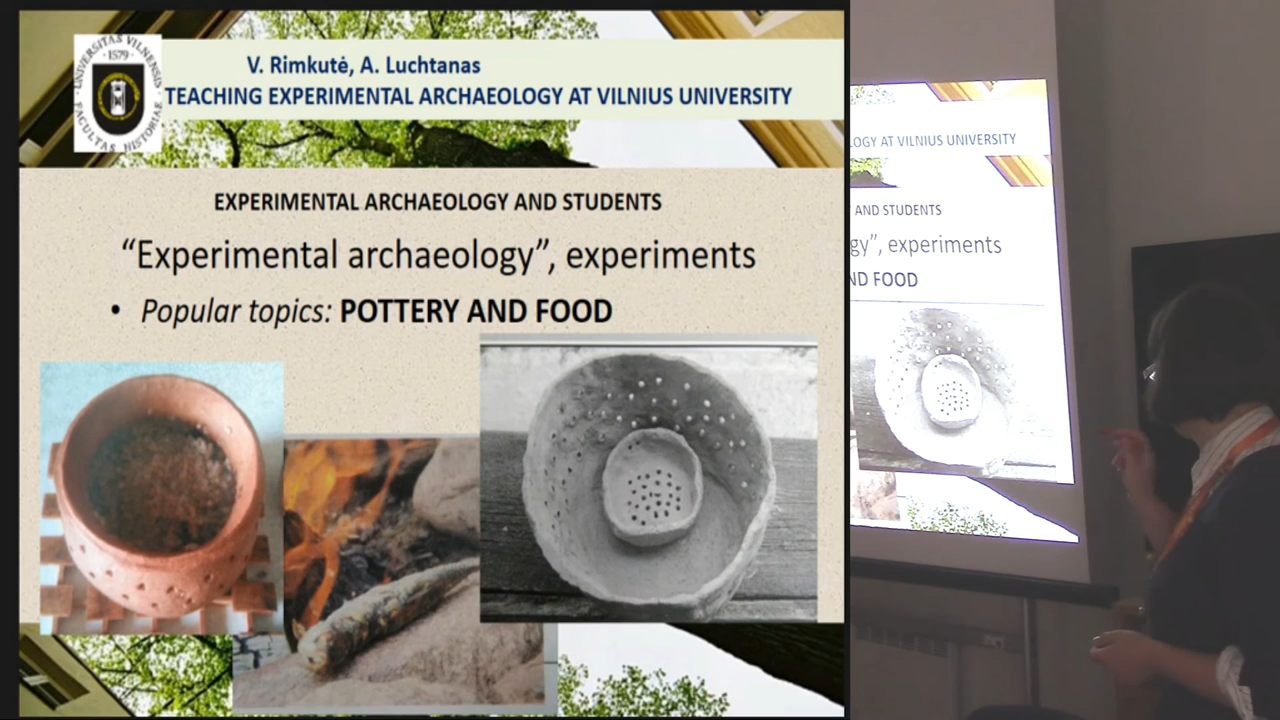 UNIVERSITAS VILNENSIS
1579
FACULTAS HISTORIAE
V. Rimkutė, A. Luchtanas
TEACHING EXPERIMENTAL ARCHAEOLOGY AT VILNIUS UNIVERSITY
EXPERIMENTAL ARCHAEOLOGY AND STUDENTS
“Experimental archaeology”, experiments
• Popular topics: POTTERY AND FOOD
LOGY AT VILNIUS UNIVERSITY
AND STUDENTS
gy”, experiments
ND FOOD